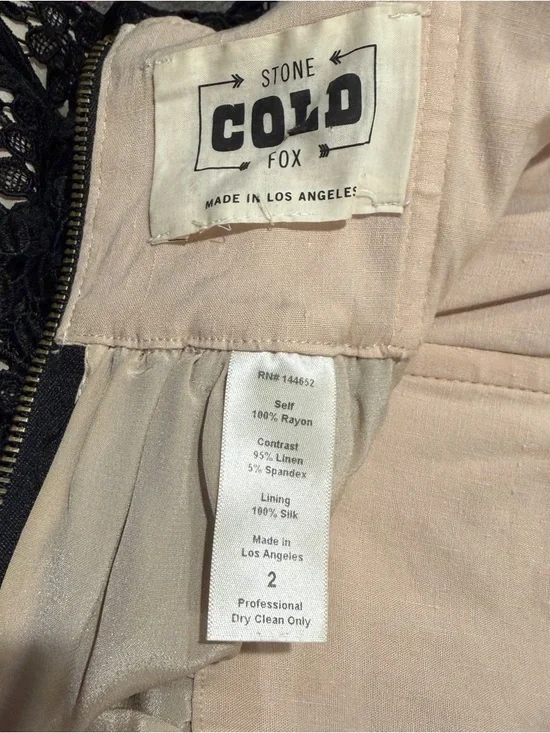 STONE
COLD
FOX
MADE IN LOS ANGELES
RN# 144652
Self
100% Rayon
Contrast
95% Linen
5% Spandex
Lining
100% Silk
Made in
Los Angeles
2
Professional
Dry Clean Only